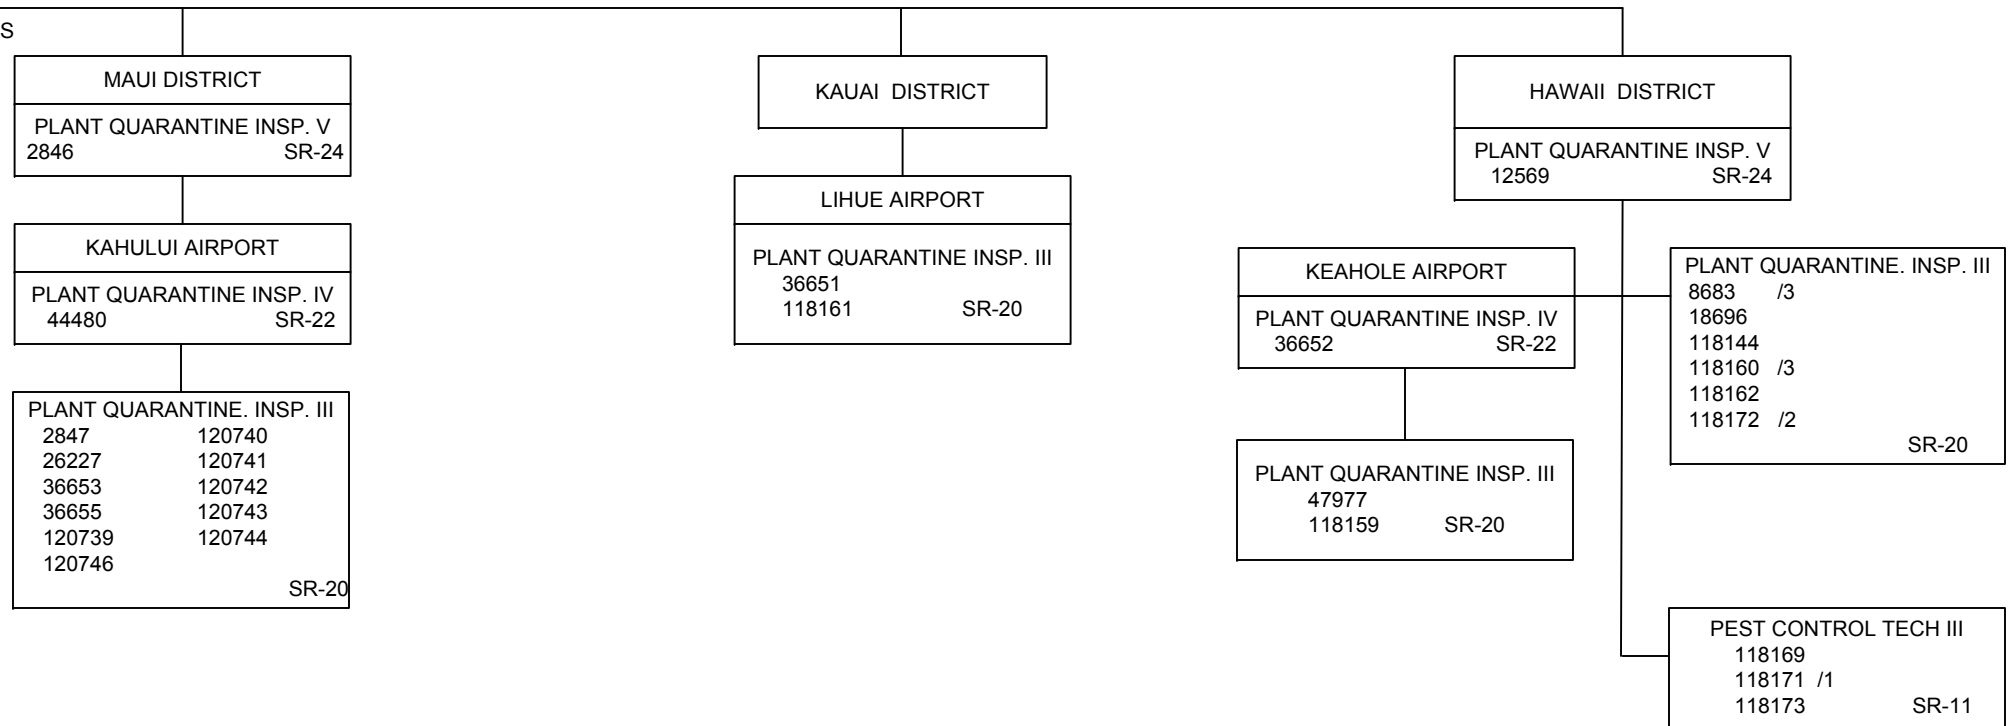 S
MAUI DISTRICT
PLANT QUARANTINE INSP. V
2846 SR-24
KAHULUI AIRPORT
PLANT QUARANTINE INSP. IV
44480 SR-22
PLANT QUARANTINE. INSP. III
2847 120740
26227 120741
36653 120742
36655 120743
120739 120744
120746
SR-20
KAUAI DISTRICT
LIHUE AIRPORT
PLANT QUARANTINE INSP. III
36651
118161 SR-20
HAWAII DISTRICT
PLANT QUARANTINE INSP. V
12569 SR-24
KEAHOLE AIRPORT
PLANT QUARANTINE INSP. IV
36652 SR-22
PLANT QUARANTINE INSP. III
47977
118159 SR-20
PLANT QUARANTINE. INSP. III
8683 /3
18696
118144
118160 /3
118162
118172 /2
SR-20
PEST CONTROL TECH III
118169
118171 /1
118173 SR-11